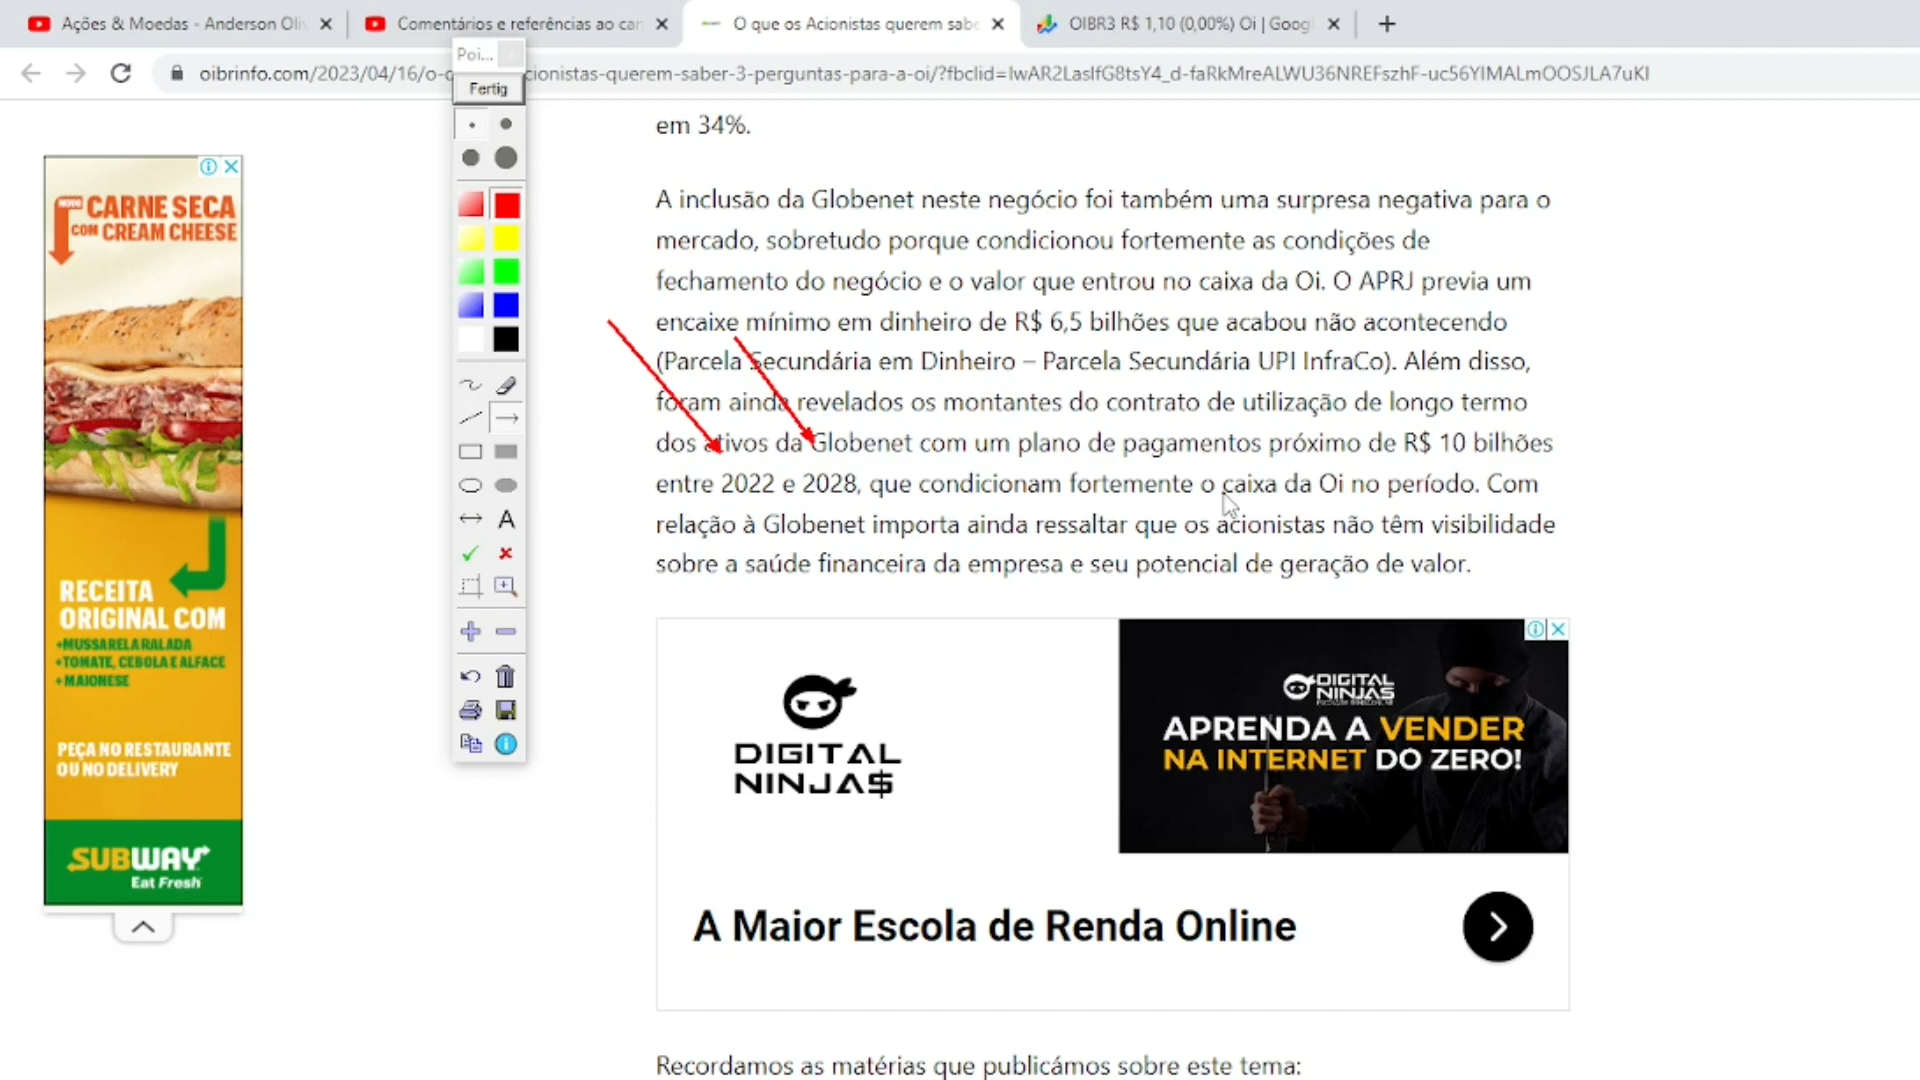 Ações & Moedas - Anderson Oli
Comentários e referências ao can
O que os Acionistas querem sabe
OIBR3 R$ 1,10 (0,00%) Oi | Goog
Poi...
Fertig
A
oibrinfo.com/2023/04/16/o- cionistas-querem-saber-3-perguntas-para-a-oi/?fbclid=IwAR2LasIfG8tsY4_d-faRkMreALWU36NREFszhF-uc56YIMALmOOSJLA7uKI
em 34%.
A inclusão da Globenet neste negócio foi também uma surpresa negativa para o
mercado, sobretudo porque condicionou fortemente as condições de
fechamento do negócio e o valor que entrou no caixa da Oi. O APRJ previa um
encaixe mínimo em dinheiro de R$ 6,5 bilhões que acabou não acontecendo
(Parcela Secundária em Dinheiro – Parcela Secundária UPI InfraCo). Além disso,
foram ainda revelados os montantes do contrato de utilização de longo termo
dos ativos da Globenet com um plano de pagamentos próximo de R$ 10 bilhões
entre 2022 e 2028, que condicionam fortemente o caixa da Oi no período. Com
relação à Globenet importa ainda ressaltar que os acionistas não têm visibilidade
sobre a saúde financeira da empresa e seu potencial de geração de valor.
NOVO CARNE SECA
COM CREAM CHEESE
RECEITA
ORIGINAL COM
+MUSSARELA RALADA
+TOMATE, CEBOLA E ALFACE
+MAIONESE
PEÇA NO RESTAURANTE
OU NO DELIVERY
SUBWAY
Eat Fresh
DIGITAL
NINJA$
DIGITAL
NINJAS
APRENDA A VENDER
NA INTERNET DO ZERO!
A Maior Escola de Renda Online
Recordamos as matérias que publicámos sobre este tema: